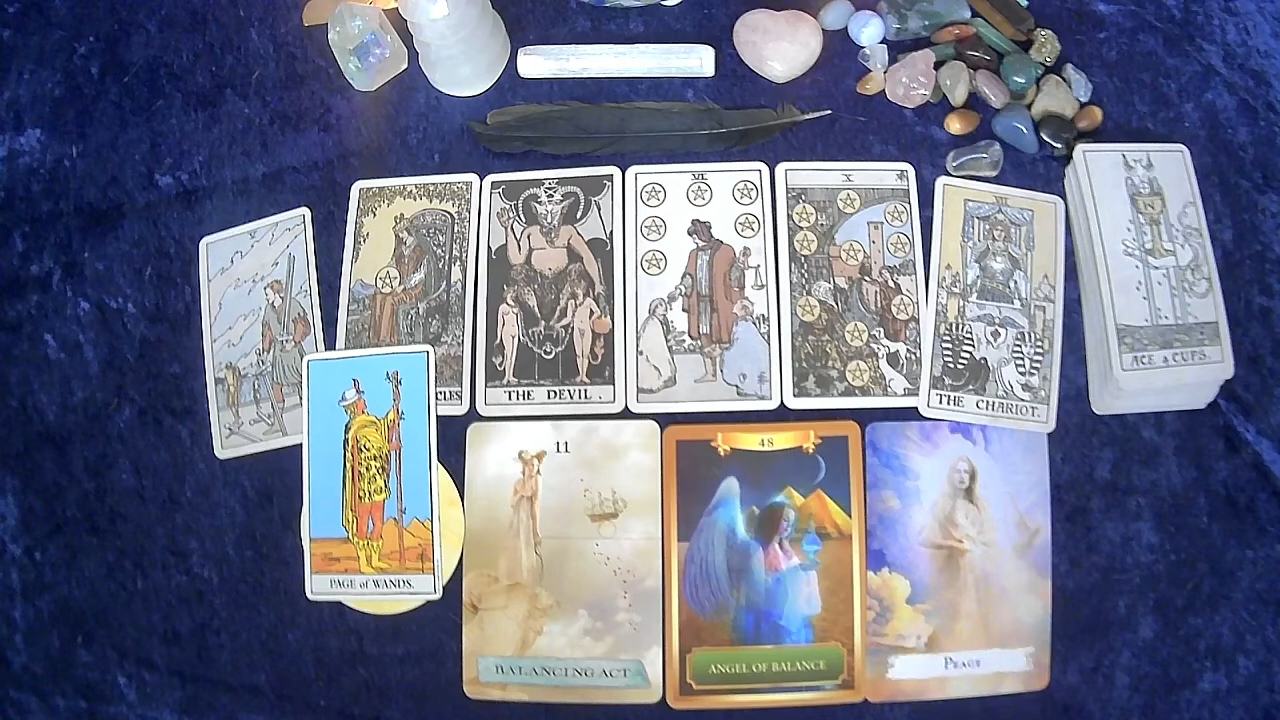 VI
X
CLES
THE DEVIL.
THE CHARIOT.
ACE of CUPS.
PAGE of WANDS.
11
BALANCING ACT
48
ANGEL OF BALANCE
PEACE